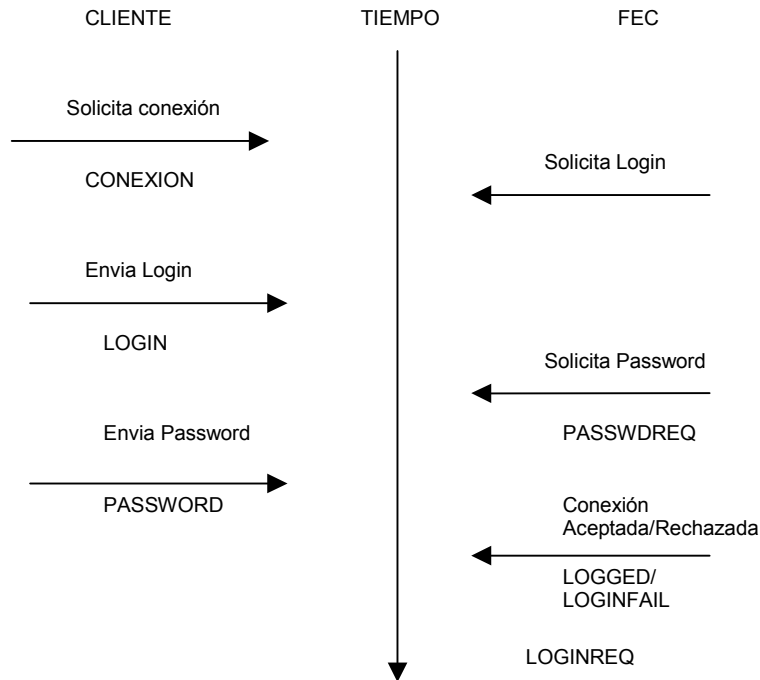 CLIENTE TIEMPO FEC
Solicita conexión
CONEXION
Solicita Login
Envia Login
LOGIN
Solicita Password
PASSWDREQ
Envia Password
PASSWORD
Conexión
Aceptada/Rechazada
LOGGED/
LOGINFAIL
LOGINREQ